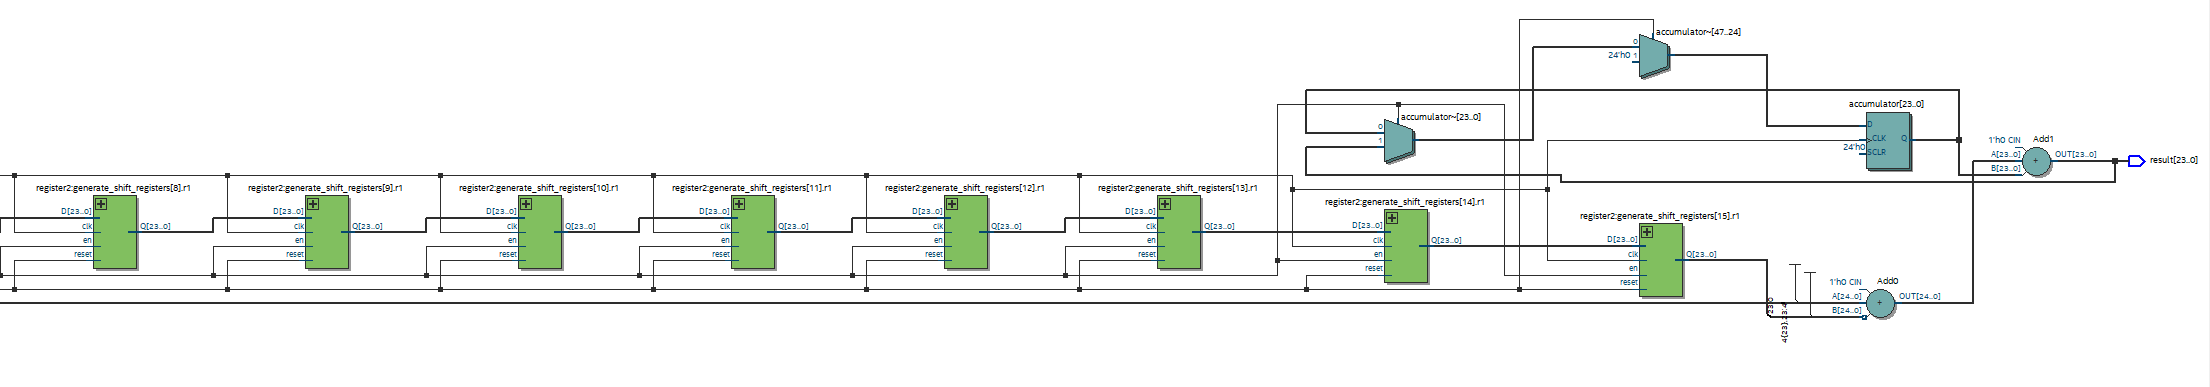 accumulator~[47..24]
0
24'h0 1
accumulator[23..0]
accumulator~[23..0]
0
1
D
CLK
Q
24'h0
SCLR
1'h0 CIN
Add1
A[23..0]
OUT[23..0]
B[23..0]
result[23..0]
register2:generate_shift_registers[8].r1
D[23..0]
clk
Q[23..0]
en
reset
register2:generate_shift_registers[9].r1
D[23..0]
clk
Q[23..0]
en
reset
register2:generate_shift_registers[10].r1
D[23..0]
clk
Q[23..0]
en
reset
register2:generate_shift_registers[11].r1
D[23..0]
clk
Q[23..0]
en
reset
register2:generate_shift_registers[12].r1
D[23..0]
clk
Q[23..0]
en
reset
register2:generate_shift_registers[13].r1
D[23..0]
clk
Q[23..0]
en
reset
register2:generate_shift_registers[14].r1
D[23..0]
clk
Q[23..0]
en
reset
register2:generate_shift_registers[15].r1
D[23..0]
clk
Q[23..0]
en
reset
1'h0 CIN
Add0
A[24..0]
OUT[24..0]
B[24..0]